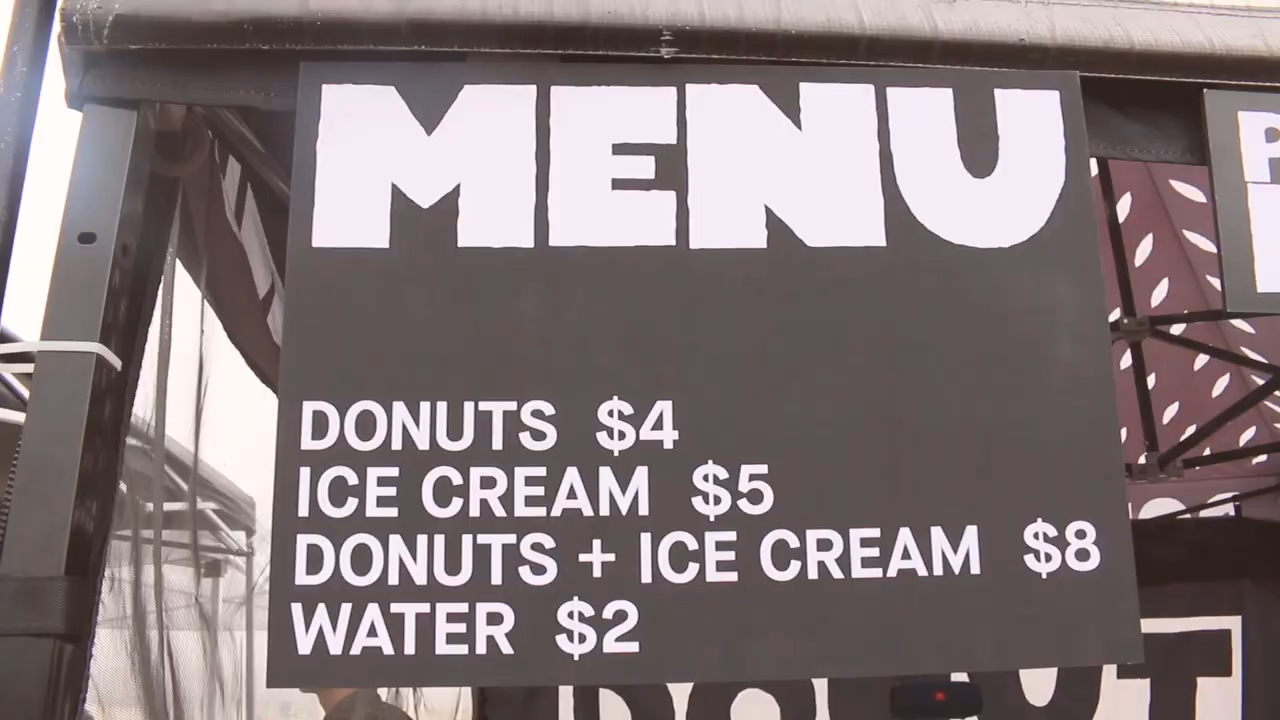 MENU
DONUTS $4
ICE CREAM $5
DONUTS + ICE CREAM $8
WATER $2